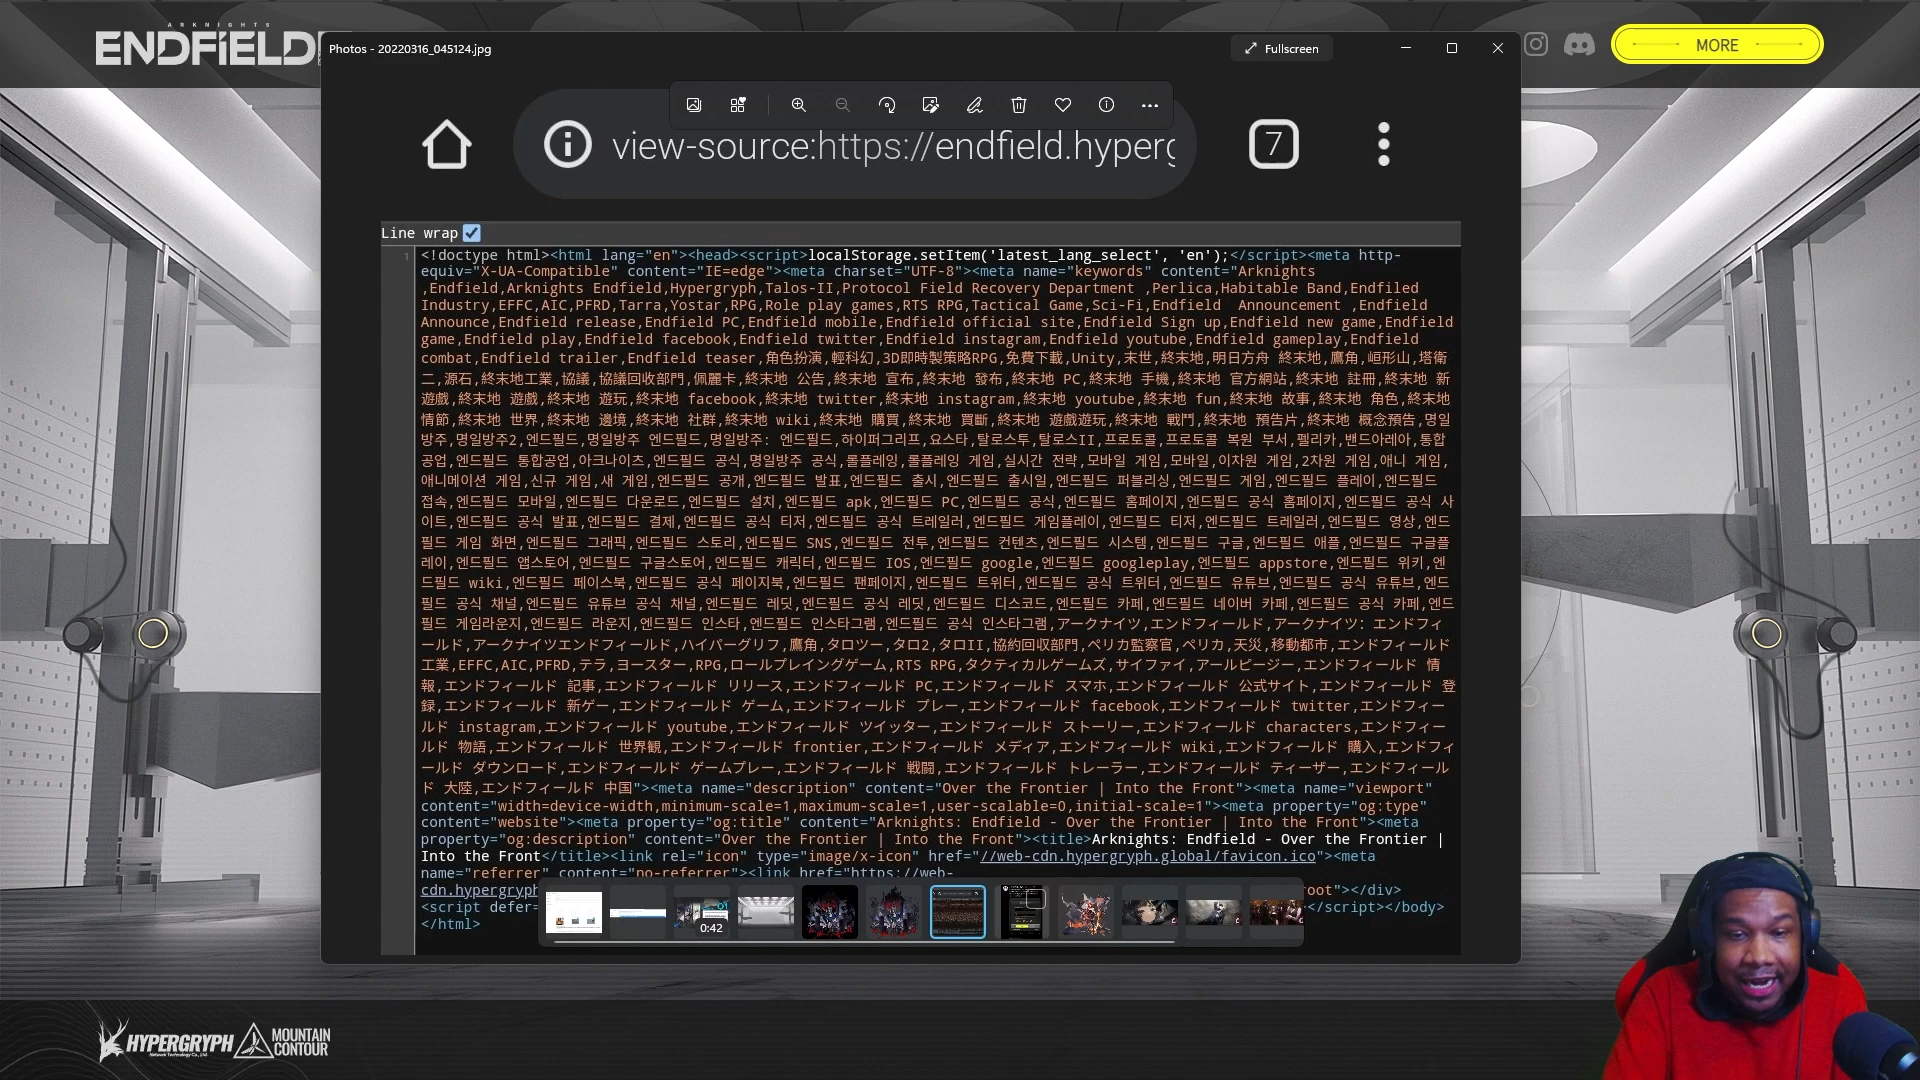 ARKNIGHTS
ENDFIELD
Photos - 20220316_045124.jpg
Fullscreen
MORE
view-source:https://endfield.hyperg
7
Line wrap
1
<!doctype html><html lang="en"><head><script>localStorage.setItem('latest_lang_select', 'en');</script><meta http-
equiv="X-UA-Compatible" content="IE=edge"><meta charset="UTF-8"><meta name="keywords" content="Arknights
,Endfield,Arknights Endfield,Hypergryph,Talos-II,Protocol Field Recovery Department ,Perlica,Habitable Band,Endfiled
Industry,EFFC,AIC,PFRD,Tarra,Yostar,RPG,Role play games,RTS RPG,Tactical Game,Sci-Fi,Endfield  Announcement ,Endfield
Announce,Endfield release,Endfield PC,Endfield mobile,Endfield official site,Endfield Sign up,Endfield new game,Endfield
game,Endfield play,Endfield facebook,Endfield twitter,Endfield instagram,Endfield youtube,Endfield gameplay,Endfield
combat,Endfield trailer,Endfield teaser,角色扮演,輕科幻,3D即時製策略RPG,免費下載,Unity,末世,終末地,明日方舟 終末地,鷹角,峘形山,塔衛
二,源石,終末地工業,協議,協議回收部門,佩麗卡,終末地 公告,終末地 宣布,終末地 發布,終末地 PC,終末地 手機,終末地 官方網站,終末地 註冊,終末地 新
遊戲,終末地 遊戲,終末地 遊玩,終末地 facebook,終末地 twitter,終末地 instagram,終末地 youtube,終末地 fun,終末地 故事,終末地 角色,終末地
情節,終末地 世界,終末地 邊境,終末地 社群,終末地 wiki,終末地 購買,終末地 買斷,終末地 遊戲遊玩,終末地 戰鬥,終末地 預告片,終末地 概念預告,명일
방주,명일방주2,엔드필드,명일방주 엔드필드,명일방주: 엔드필드,하이퍼그리프,요스타,탈로스투,탈로스II,프로토콜,프로토콜 복원 부서,펠리카,밴드아레아,통합
공업,엔드필드 통합공업,아크나이츠,엔드필드 공식,명일방주 공식,롤플레잉,롤플레잉 게임,실시간 전략,모바일 게임,모바일,이차원 게임,2차원 게임,애니 게임,
애니메이션 게임,신규 게임,새 게임,엔드필드 공개,엔드필드 발표,엔드필드 출시,엔드필드 출시일,엔드필드 퍼블리싱,엔드필드 게임,엔드필드 플레이,엔드필드
접속,엔드필드 모바일,엔드필드 다운로드,엔드필드 설치,엔드필드 apk,엔드필드 PC,엔드필드 공식,엔드필드 홈페이지,엔드필드 공식 홈페이지,엔드필드 공식 사
이트,엔드필드 공식 발표,엔드필드 결제,엔드필드 공식 티저,엔드필드 공식 트레일러,엔드필드 게임플레이,엔드필드 티저,엔드필드 트레일러,엔드필드 영상,엔드
필드 게임 화면,엔드필드 그래픽,엔드필드 스토리,엔드필드 SNS,엔드필드 전투,엔드필드 컨텐츠,엔드필드 시스템,엔드필드 구글,엔드필드 애플,엔드필드 구글플
레이,엔드필드 앱스토어,엔드필드 구글스토어,엔드필드 캐릭터,엔드필드 IOS,엔드필드 google,엔드필드 googleplay,엔드필드 appstore,엔드필드 위키,엔
드필드 wiki,엔드필드 페이스북,엔드필드 공식 페이지북,엔드필드 팬페이지,엔드필드 트위터,엔드필드 공식 트위터,엔드필드 유튜브,엔드필드 공식 유튜브,엔드
필드 공식 채널,엔드필드 유튜브 공식 채널,엔드필드 레딧,엔드필드 공식 레딧,엔드필드 디스코드,엔드필드 카페,엔드필드 네이버 카페,엔드필드 공식 카페,엔드
필드 게임라운지,엔드필드 라운지,엔드필드 인스타,엔드필드 인스타그램,엔드필드 공식 인스타그램,アークナイツ,エンドフィールド,アークナイツ: エンドフィ
ールド,アークナイツエンドフィールド,ハイパーグリフ,鷹角,タロツー,タロ2,タロII,協約回収部門,ペリカ監察官,ペリカ,天災,移動都市,エンドフィールド
工業,EFFC,AIC,PFRD,テラ,ヨースター,RPG,ロールプレイングゲーム,RTS RPG,タクティカルゲームズ,サイファイ,アールピージー,エンドフィールド 情
報,エンドフィールド 記事,エンドフィールド リリース,エンドフィールド PC,エンドフィールド スマホ,エンドフィールド 公式サイト,エンドフィールド 登
録,エンドフィールド 新ゲー,エンドフィールド ゲーム,エンドフィールド プレー,エンドフィールド facebook,エンドフィールド twitter,エンドフィー
ルド instagram,エンドフィールド youtube,エンドフィールド ツイッター,エンドフィールド ストーリー,エンドフィールド characters,エンドフィー
ルド 物語,エンドフィールド 世界観,エンドフィールド frontier,エンドフィールド メディア,エンドフィールド wiki,エンドフィールド 購入,エンドフィ
ールド ダウンロード,エンドフィールド ゲームプレー,エンドフィールド 戦闘,エンドフィールド トレーラー,エンドフィールド ティーザー,エンドフィール
ド 大陸,エンドフィールド 中国"><meta name="description" content="Over the Frontier | Into the Front"><meta name="viewport"
content="width=device-width,minimum-scale=1,maximum-scale=1,user-scalable=0,initial-scale=1"><meta property="og:type"
content="website"><meta property="og:title" content="Arknights: Endfield - Over the Frontier | Into the Front"><meta
property="og:description" content="Over the Frontier | Into the Front"><title>Arknights: Endfield - Over the Frontier |
Into the Front</title><link rel="icon" type="image/x-icon" href="//web-cdn.hypergryph.global/favicon.ico"><meta
name="referrer" content="no-referrer"><link href="https://web-
cdn.hypergryph root"></div>
<script defer= </script></body>
</html>
0:42
HYPERGRYPH
Network Technology Co., Ltd.
MOUNTAIN
CONTOUR